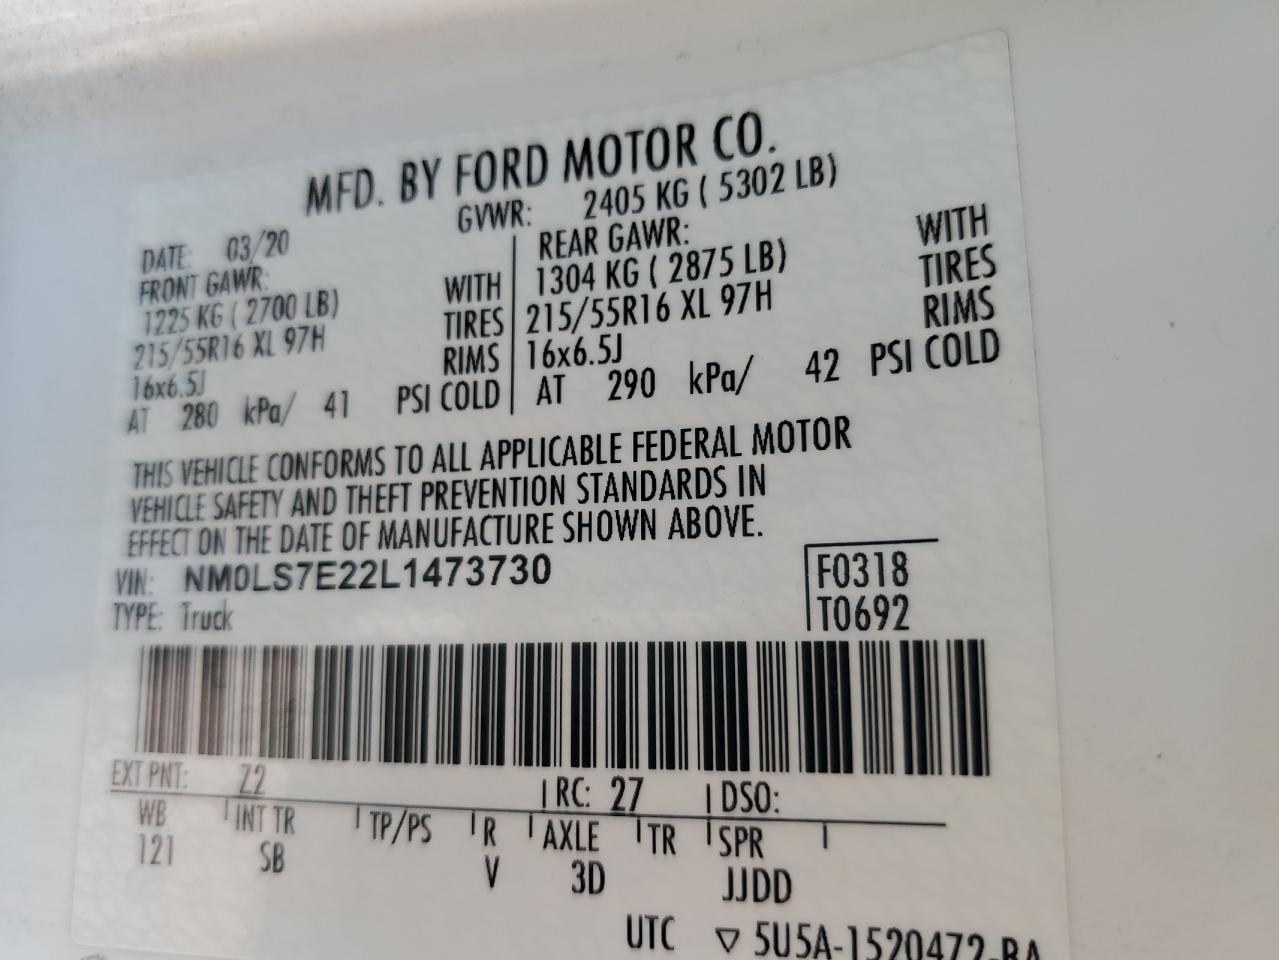 MFD. BY FORD MOTOR CO.
DATE: 03/20 GVWR: 2405 KG ( 5302 LB)
FRONT GAWR: REAR GAWR:
1225 KG ( 2700 LB) WITH 1304 KG ( 2875 LB) WITH
215/55R16 XL 97H TIRES 215/55R16 XL 97H TIRES
16x6.5J RIMS 16x6.5J RIMS
AT 280 kPa/ 41 PSI COLD AT 290 kPa/ 42 PSI COLD
THIS VEHICLE CONFORMS TO ALL APPLICABLE FEDERAL MOTOR
VEHICLE SAFETY AND THEFT PREVENTION STANDARDS IN
EFFECT ON THE DATE OF MANUFACTURE SHOWN ABOVE.
VIN: NM0LS7E22L1473730 F0318
TYPE: Truck T0692
EXT PNT: Z2 RC: 27 DSO:
WB INT TR TP/PS R AXLE TR SPR
121 SB V 3D JJDD
UTC ▽ 5U5A-1520472-BA